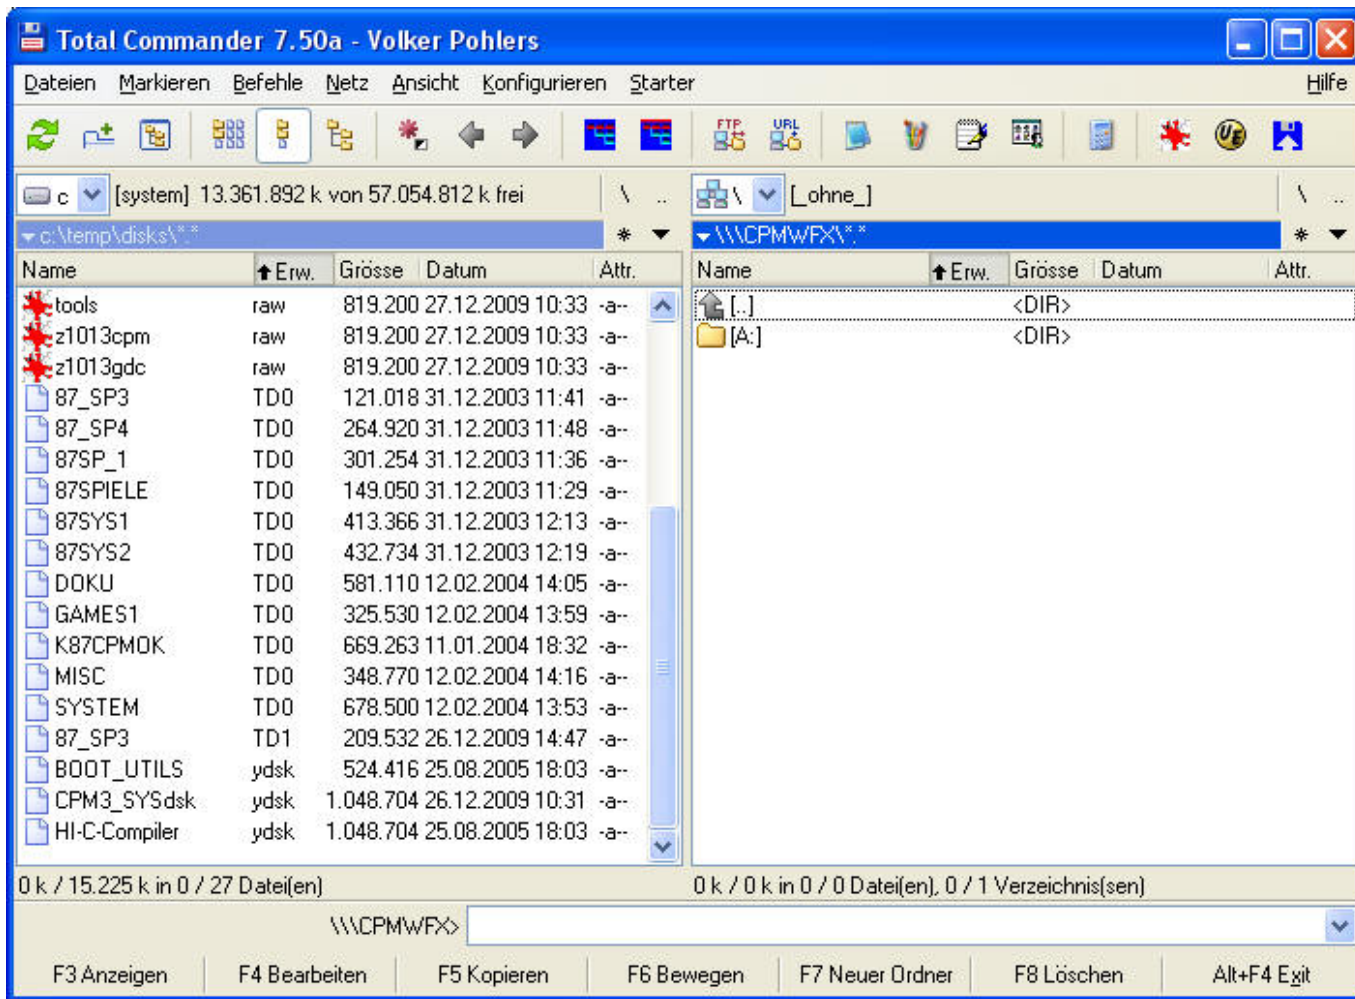 Total Commander 7.50a - Volker Pohlers
Dateien Markieren Befehle Netz Ansicht Konfigurieren Starter Hilfe
FTP URL UE
c [system] 13.361.892 k von 57.054.812 k frei \ ..
\ [_ohne_] \ ..
c:\temp\disks\*.* *
\\\CPMWFX\*.* *
Name Erw. Grösse Datum Attr.
tools raw 819.200 27.12.2009 10:33 -a--
z1013cpm raw 819.200 27.12.2009 10:33 -a--
z1013gdc raw 819.200 27.12.2009 10:33 -a--
87_SP3 TD0 121.018 31.12.2003 11:41 -a--
87_SP4 TD0 264.920 31.12.2003 11:48 -a--
87SP_1 TD0 301.254 31.12.2003 11:36 -a--
87SPIELE TD0 149.050 31.12.2003 11:29 -a--
87SYS1 TD0 413.366 31.12.2003 12:13 -a--
87SYS2 TD0 432.734 31.12.2003 12:19 -a--
DOKU TD0 581.110 12.02.2004 14:05 -a--
GAMES1 TD0 325.530 12.02.2004 13:59 -a--
K87CPMOK TD0 669.263 11.01.2004 18:32 -a--
MISC TD0 348.770 12.02.2004 14:16 -a--
SYSTEM TD0 678.500 12.02.2004 13:53 -a--
87_SP3 TD1 209.532 26.12.2009 14:47 -a--
BOOT_UTILS ydsk 524.416 25.08.2005 18:03 -a--
CPM3_SYSdsk ydsk 1.048.704 26.12.2009 10:31 -a--
HI-C-Compiler ydsk 1.048.704 25.08.2005 18:03 -a--
0 k / 15.225 k in 0 / 27 Datei(en)
Name Erw. Grösse Datum Attr.
[..] <DIR>
[A:] <DIR>
0 k / 0 k in 0 / 0 Datei(en), 0 / 1 Verzeichnis(sen)
\\\CPMWFX>
F3 Anzeigen F4 Bearbeiten F5 Kopieren F6 Bewegen F7 Neuer Ordner F8 Löschen Alt+F4 Exit